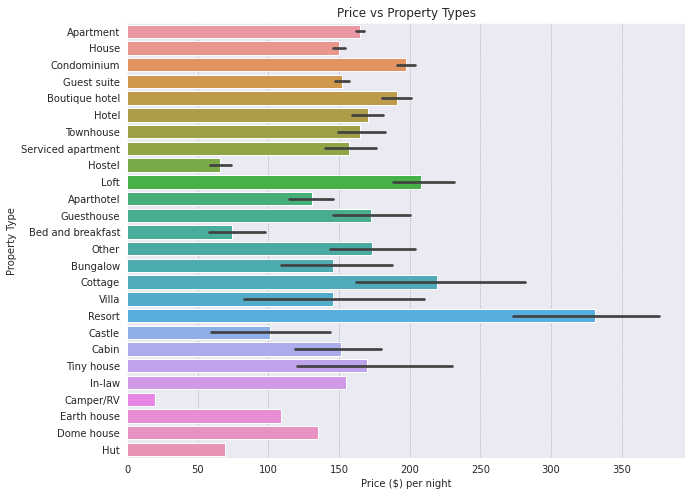 Price vs Property Types
Apartment
House
Condominium
Guest suite
Boutique hotel
Hotel
Townhouse
Serviced apartment
Hostel
Loft
Aparthotel
Guesthouse
Bed and breakfast
Other
Bungalow
Cottage
Villa
Resort
Castle
Cabin
Tiny house
In-law
Camper/RV
Earth house
Dome house
Hut
Property Type
0 50 100 150 200 250 300 350
Price ($) per night